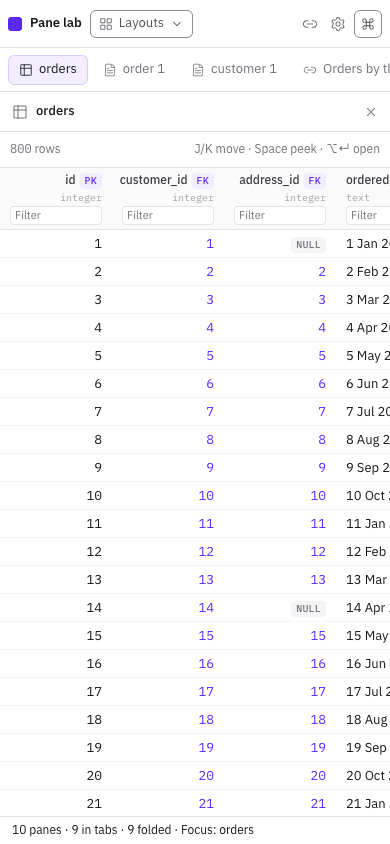 Pane lab Layouts ⌘
orders order 1 customer 1 Orders by th
orders
800 rows J/K move · Space peek · ⌥↵ open
id PK customer_id FK address_id FK ordered
integer integer integer text
Filter Filter Filter Filter
1 1 NULL 1 Jan 20
2 2 2 2 Feb 2
3 3 3 3 Mar 2
4 4 4 4 Apr 20
5 5 5 5 May 2
6 6 6 6 Jun 2
7 7 7 7 Jul 20
8 8 8 8 Aug 2
9 9 9 9 Sep 2
10 10 10 10 Oct 2
11 11 11 11 Jan
12 12 12 12 Feb
13 13 13 13 Mar
14 14 NULL 14 Apr
15 15 15 15 May
16 16 16 16 Jun
17 17 17 17 Jul 2
18 18 18 18 Aug
19 19 19 19 Sep
20 20 20 20 Oct
21 21 21 21 Jan
10 panes · 9 in tabs · 9 folded · Focus: orders